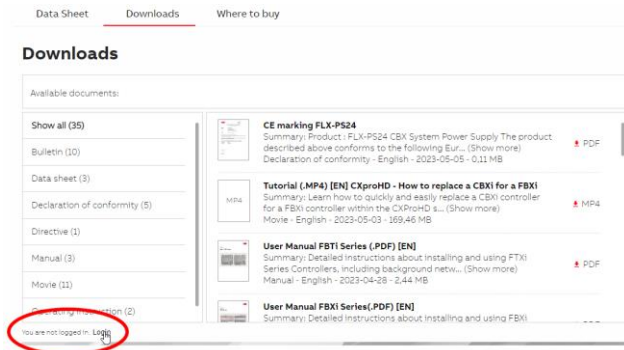 Data Sheet
Downloads
Where to buy
Downloads
Available documents:
Show all (35)
Bulletin (10)
Data sheet (3)
Declaration of conformity (5)
Directive (1)
Manual (3)
Movie (11)
Operating instruction (2)
CE marking FLX-PS24
Summary: Product : FLX-PS24 CBX System Power Supply The product
described above conforms to the following Eur... (Show more)
Declaration of conformity - English - 2023-05-05 - 0,11 MB
PDF
MP4
Tutorial (.MP4) [EN] CXproHD - How to replace a CBXi for a FBXi
Summary: Learn how to quickly and easily replace a CBXi controller
for a FBXi controller within the CXProHD s... (Show more)
Movie - English - 2023-05-03 - 169,46 MB
MP4
User Manual FBTi Series (.PDF) [EN]
Summary: Detailed instructions about installing and using FTXi
Series Controllers, including background netw... (Show more)
Manual - English - 2023-04-28 - 2,44 MB
PDF
User Manual FBXi Series(.PDF) [EN]
Summary: Detailed instructions about installing and using FBXi
You are not logged in. Login